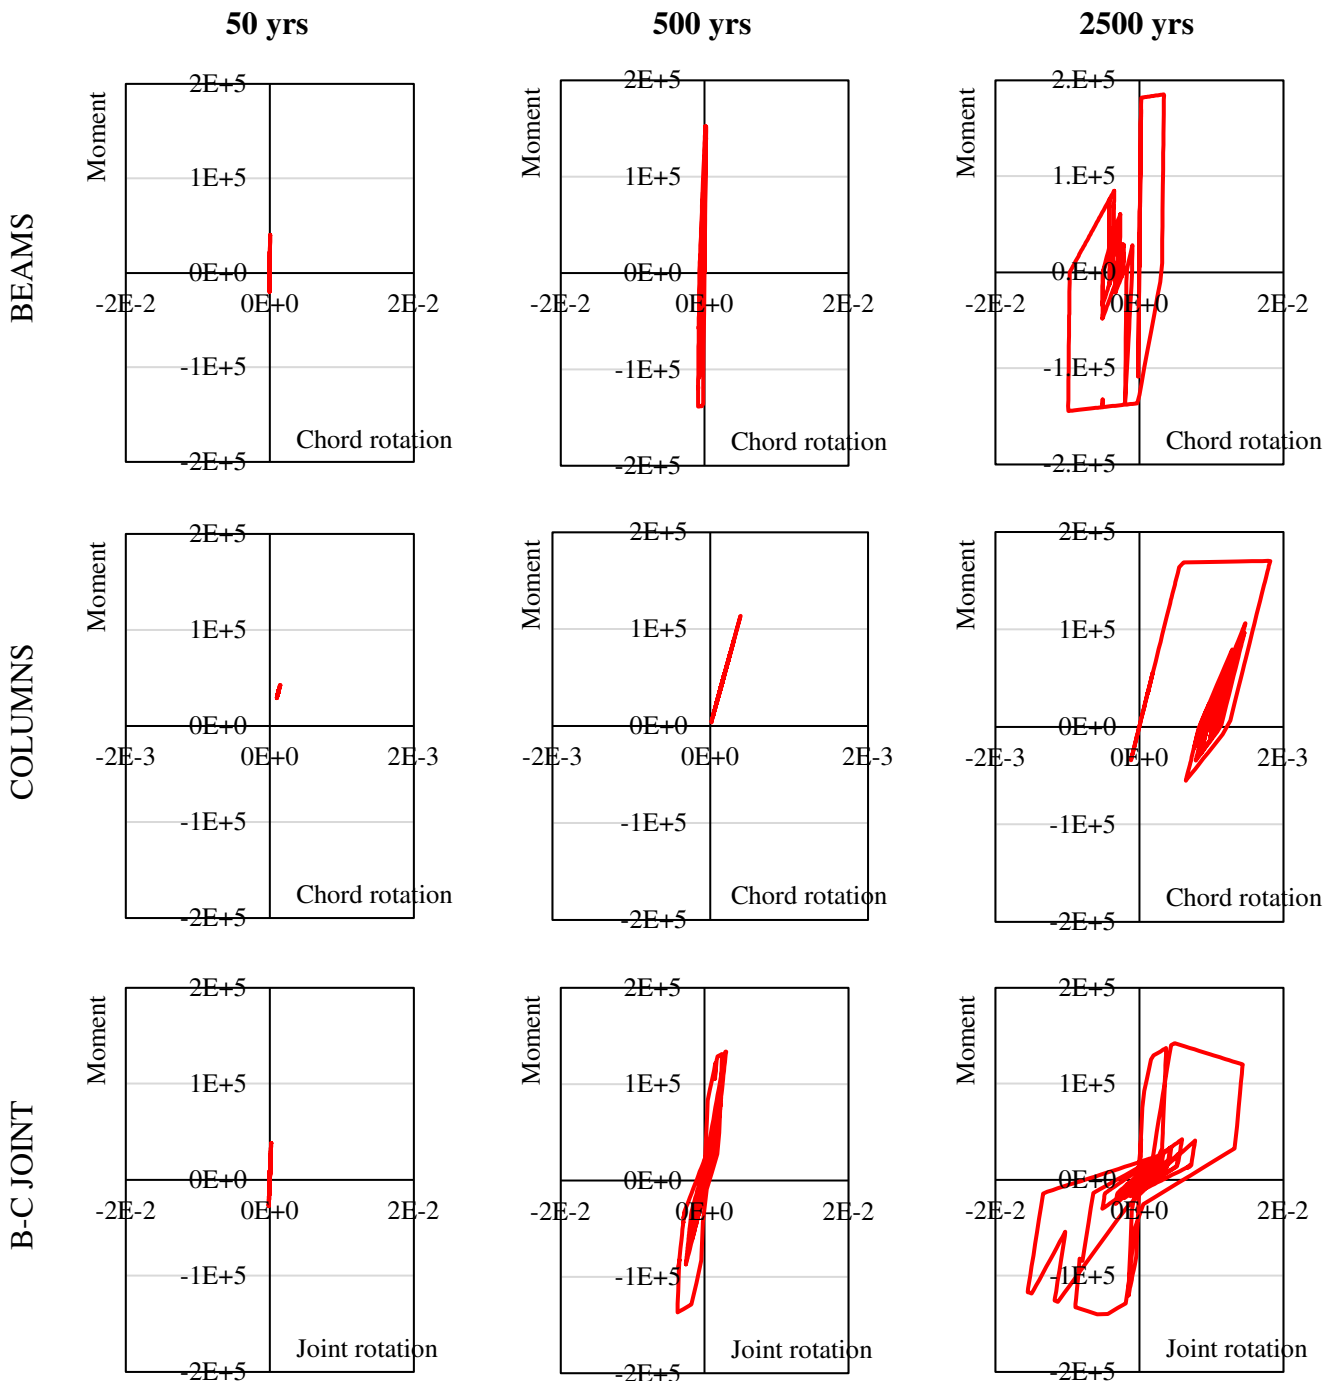 50 yrs
500 yrs
2500 yrs
BEAMS
Moment
2E+5
1E+5
0E+0
-2E-2
0E+0
2E-2
-1E+5
Chord rotation
-2E+5
Moment
2E+5
1E+5
0E+0
-2E-2
0E+0
2E-2
-1E+5
Chord rotation
-2E+5
Moment
2.E+5
1.E+5
0.E+0
-2E-2
0E+0
2E-2
-1.E+5
Chord rotation
-2.E+5
COLUMNS
Moment
2E+5
1E+5
0E+0
-2E-3
0E+0
2E-3
-1E+5
Chord rotation
-2E+5
Moment
2E+5
1E+5
0E+0
-2E-3
0E+0
2E-3
-1E+5
Chord rotation
-2E+5
Moment
2E+5
1E+5
0E+0
-2E-3
0E+0
2E-3
-1E+5
Chord rotation
-2E+5
B-C JOINT
Moment
2E+5
1E+5
0E+0
-2E-2
0E+0
2E-2
-1E+5
Joint rotation
-2E+5
Moment
2E+5
1E+5
0E+0
-2E-2
0E+0
2E-2
-1E+5
Joint rotation
-2E+5
Moment
2E+5
1E+5
0E+0
-2E-2
0E+0
2E-2
-1E+5
Joint rotation
-2E+5